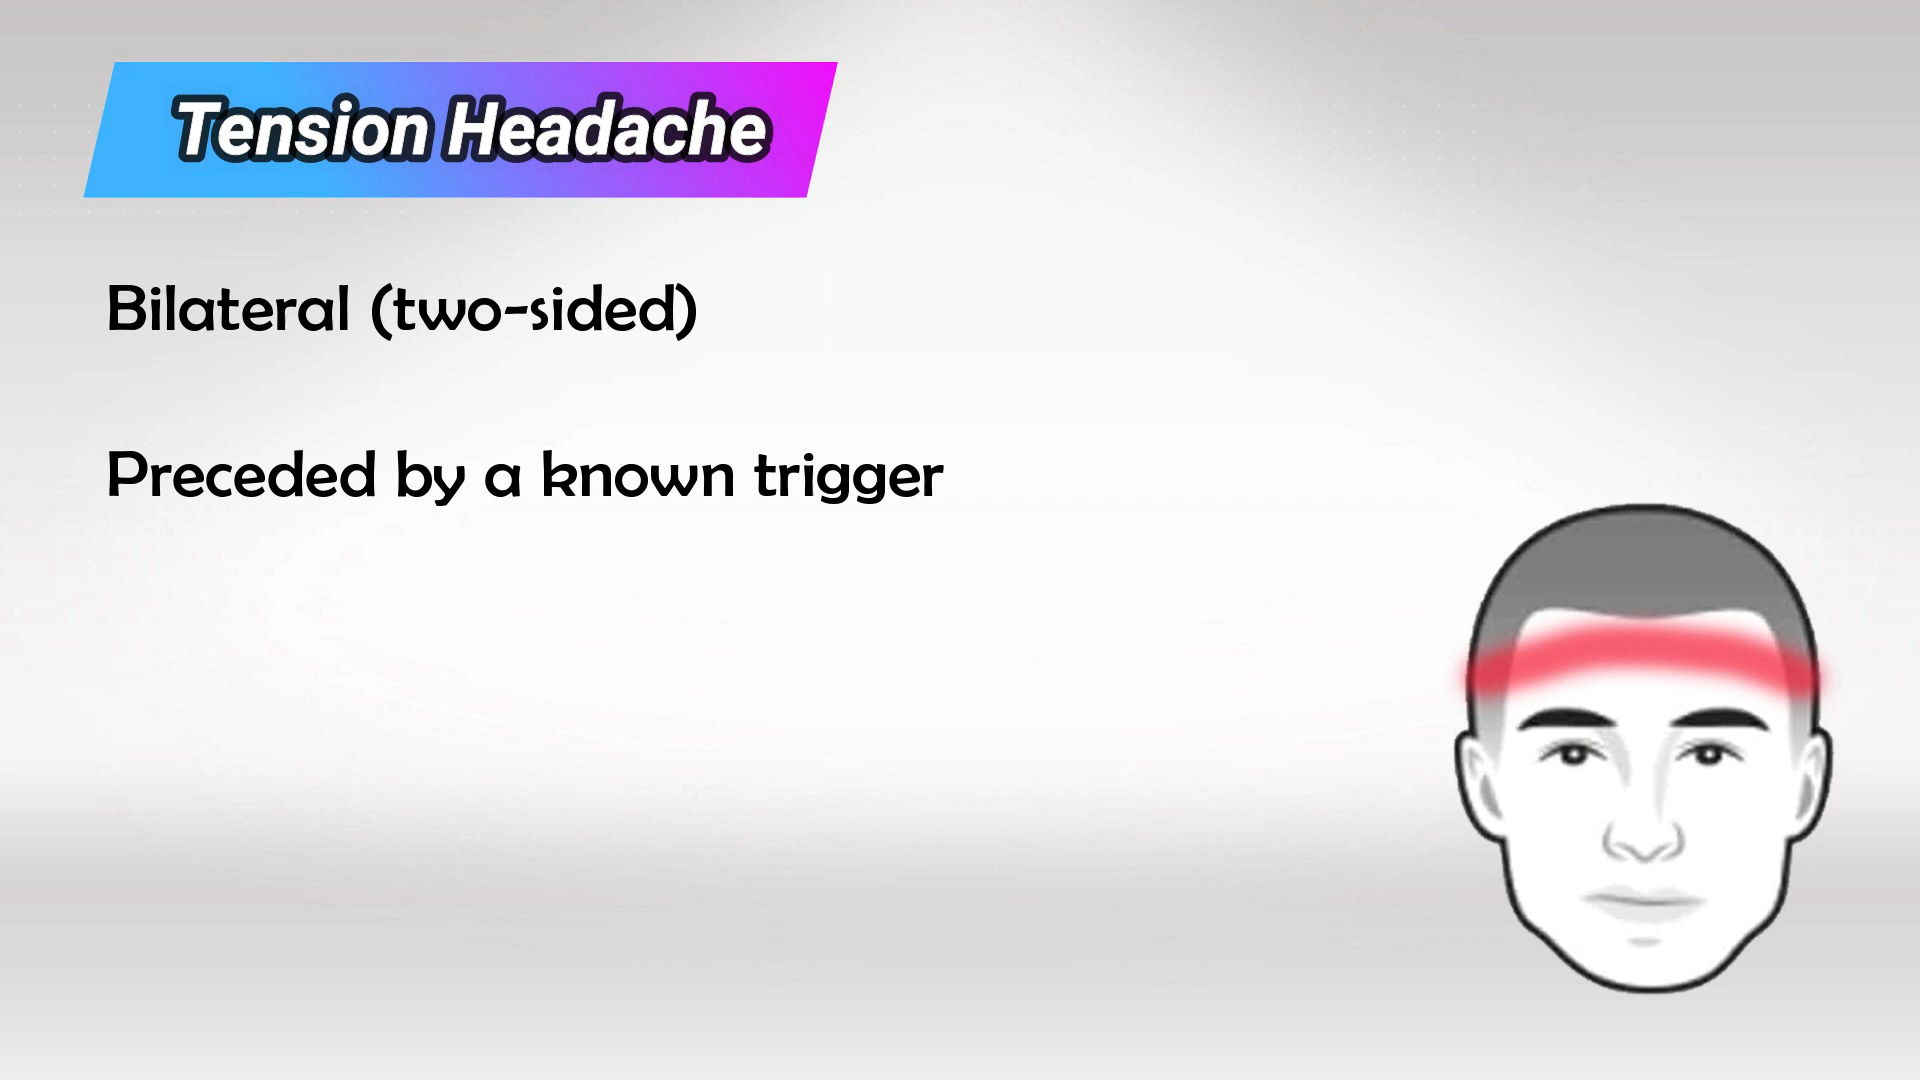 Tension Headache
Bilateral (two-sided)
Preceded by a known trigger